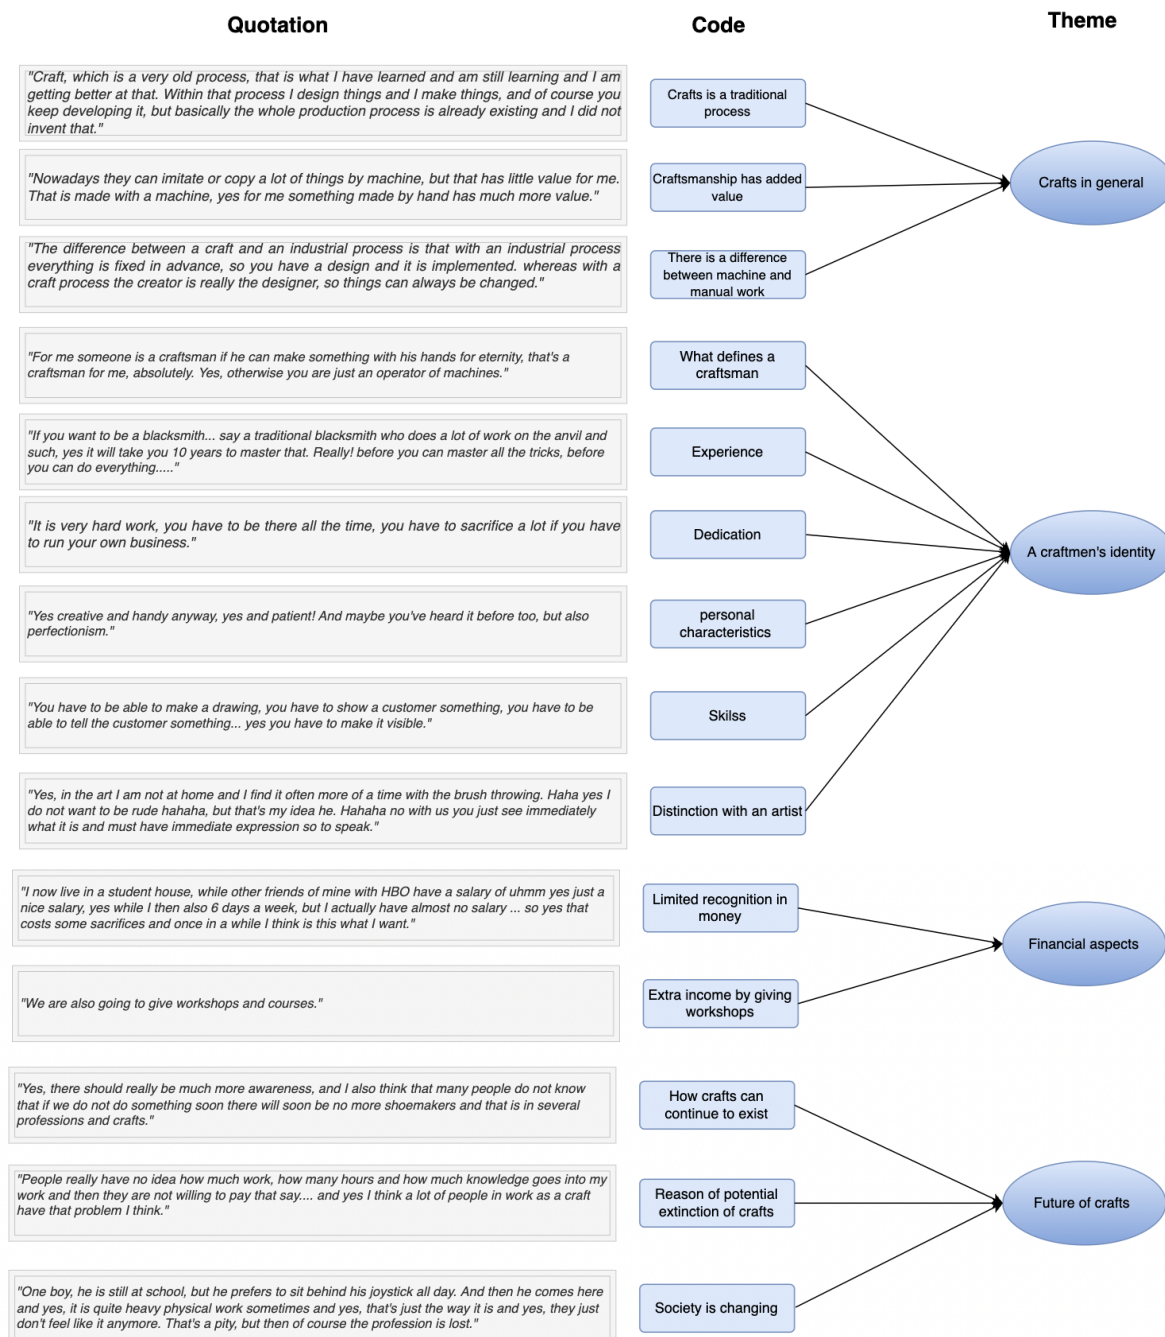 Quotation
Code
Theme
"Craft, which is a very old process, that is what I have learned and am still learning and I am
getting better at that. Within that process I design things and I make things, and of course you
keep developing it, but basically the whole production process is already existing and I did not
invent that."
Crafts is a traditional
process
"Nowadays they can imitate or copy a lot of things by machine, but that has little value for me.
That is made with a machine, yes for me something made by hand has much more value."
Craftsmanship has added
value
Crafts in general
"The difference between a craft and an industrial process is that with an industrial process
everything is fixed in advance, so you have a design and it is implemented. whereas with a
craft process the creator is really the designer, so things can always be changed."
There is a difference
between machine and
manual work
"For me someone is a craftsman if he can make something with his hands for eternity, that's a
craftsman for me, absolutely. Yes, otherwise you are just an operator of machines."
What defines a
craftsman
"If you want to be a blacksmith... say a traditional blacksmith who does a lot of work on the anvil and
such, yes it will take you 10 years to master that. Really! before you can master all the tricks, before
you can do everything....."
Experience
"It is very hard work, you have to be there all the time, you have to sacrifice a lot if you have
to run your own business."
Dedication
A craftmen's identity
"Yes creative and handy anyway, yes and patient! And maybe you've heard it before too, but also
perfectionism."
personal
characteristics
"You have to be able to make a drawing, you have to show a customer something, you have to be
able to tell the customer something... yes you have to make it visible."
Skilss
"Yes, in the art I am not at home and I find it often more of a time with the brush throwing. Haha yes I
do not want to be rude hahaha, but that's my idea he. Hahaha no with us you just see immediately
what it is and must have immediate expression so to speak."
Distinction with an artist
"I now live in a student house, while other friends of mine with HBO have a salary of uhmm yes just a
nice salary, yes while I then also 6 days a week, but I actually have almost no salary ... so yes that
costs some sacrifices and once in a while I think is this what I want."
Limited recognition in
money
Financial aspects
"We are also going to give workshops and courses."
Extra income by giving
workshops
"Yes, there should really be much more awareness, and I also think that many people do not know
that if we do not do something soon there will soon be no more shoemakers and that is in several
professions and crafts."
How crafts can
continue to exist
"People really have no idea how much work, how many hours and how much knowledge goes into my
work and then they are not willing to pay that say.... and yes I think a lot of people in work as a craft
have that problem I think."
Reason of potential
extinction of crafts
Future of crafts
"One boy, he is still at school, but he prefers to sit behind his joystick all day. And then he comes here
and yes, it is quite heavy physical work sometimes and yes, that's just the way it is and yes, they just
don't feel like it anymore. That's a pity, but then of course the profession is lost."
Society is changing